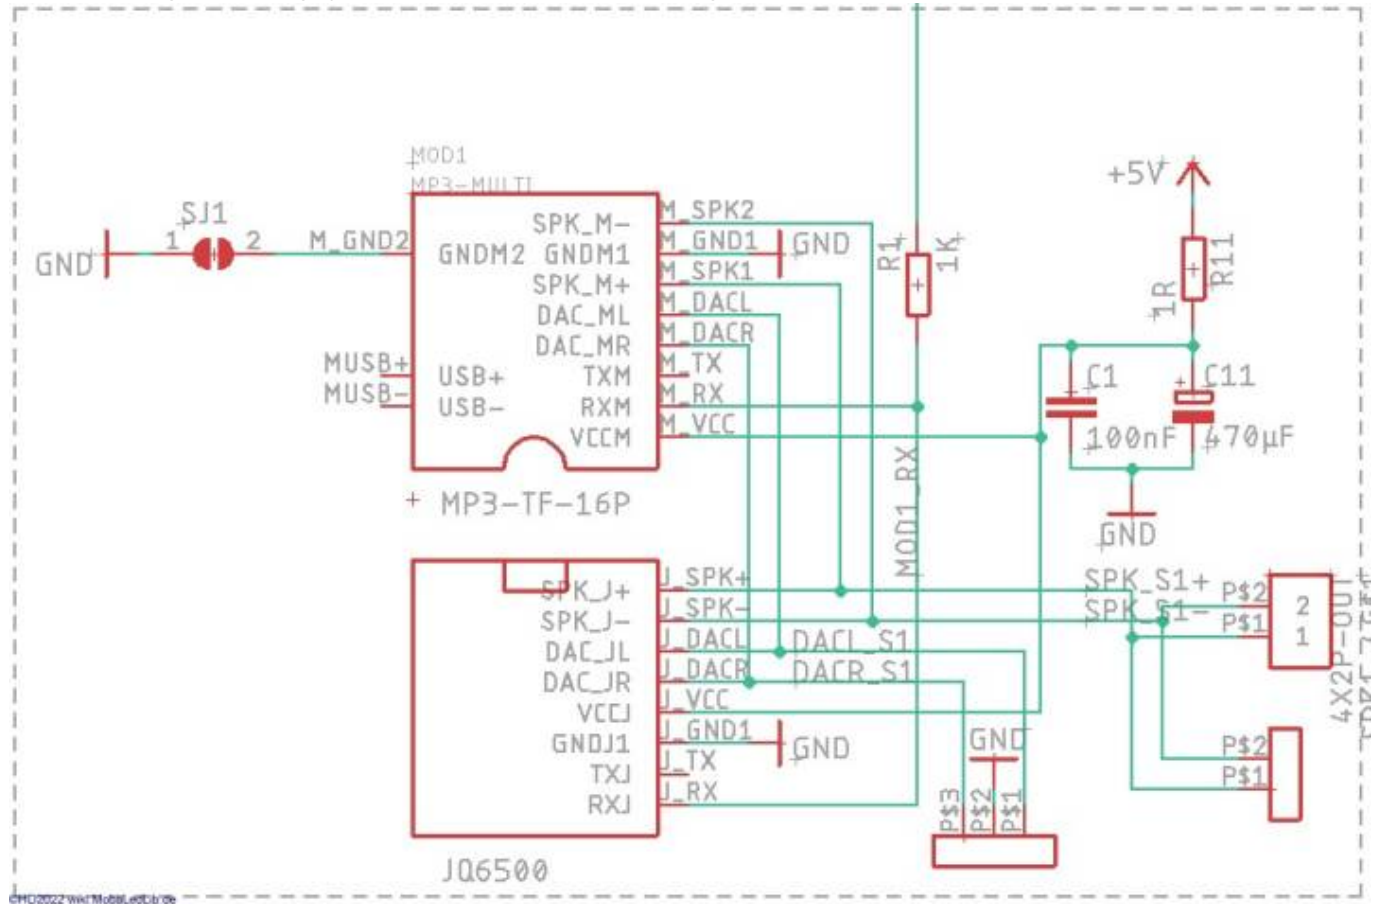 MOD1
MP3-MULTI
SJ1
1
2
GND
M_GND2
GNDM2
SPK_M-
GNDM1
SPK_M+
DAC_ML
DAC_MR
TXM
RXM
VCCM
MUSB+
MUSB-
USB+
USB-
M_SPK2
M_GND1
GND
M_SPK1
M_DACL
M_DACR
M_TX
M_RX
M_VCC
MP3-TF-16P
R1
1K
MOD1_RX
+5V
R11
1R
C1
100nF
C11
470µF
GND
SPK_J+
SPK_J-
DAC_JL
DAC_JR
VCCJ
GNDJ1
TXJ
RXJ
J_SPK+
J_SPK-
J_DACL
J_DACR
J_VCC
J_GND1
GND
J_TX
J_RX
JQ6500
DACL_S1
DACR_S1
SPK_S1+
SPK_S1-
P$2
P$1
2
1
4X2P-OUT
GND
P$3
P$2
P$1
P$2
P$1